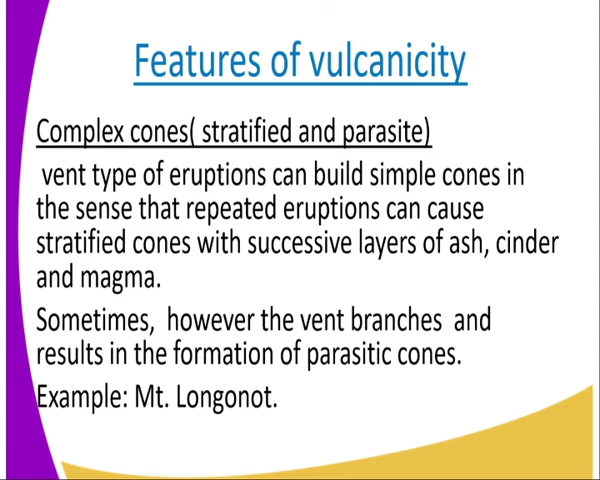 Features of vulcanicity
Complex cones( stratified and parasite)
vent type of eruptions can build simple cones in
the sense that repeated eruptions can cause
stratified cones with successive layers of ash, cinder
and magma.
Sometimes, however the vent branches and
results in the formation of parasitic cones.
Example: Mt. Longonot.